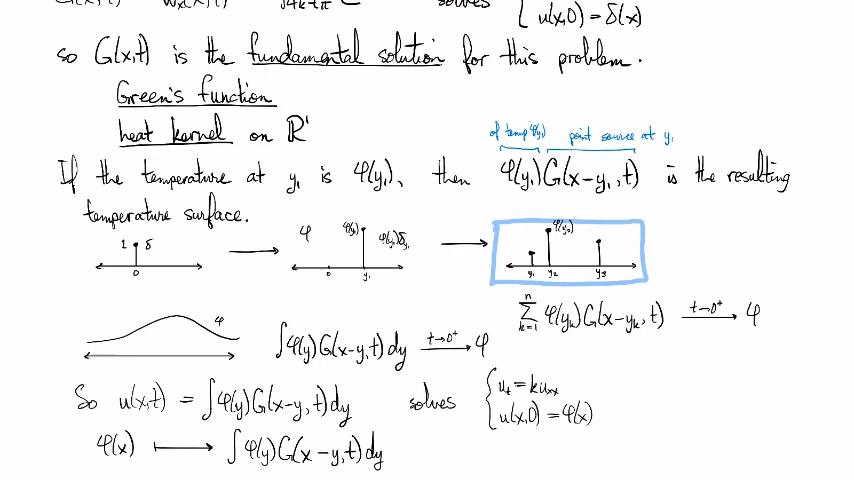 solves
u(x,0) = δ(x)
so G(x,t) is the fundamental solution for this problem.
Green's function
heat kernel on ℝ¹
of temp φ(y₁) point source at y₁
If the temperature at y₁ is φ(y₁), then φ(y₁)G(x-y₁,t) is the resulting
temperature surface.
1 δ 0
φ φ(y₁) φ(y₁)δ_y₁ 0 y₁
φ(y₂) y₁ y₂ y₃
φ
∑_{k=1}^{n} φ(y_k)G(x-y_k,t) t→0⁺ φ
∫φ(y)G(x-y,t)dy t→0⁺ φ
So u(x,t) = ∫φ(y)G(x-y,t)dy solves { u_t = ku_xx
u(x,0) = φ(x)
φ(x) ⟼ ∫φ(y)G(x-y,t)dy